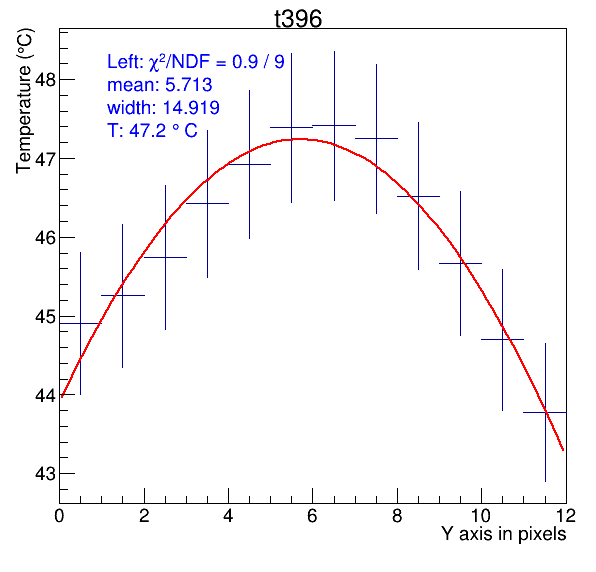 t396
Temperature (°C)
Left: χ²/NDF = 0.9 / 9
mean: 5.713
width: 14.919
T: 47.2 ° C
48
47
46
45
44
43
0 2 4 6 8 10 12
Y axis in pixels